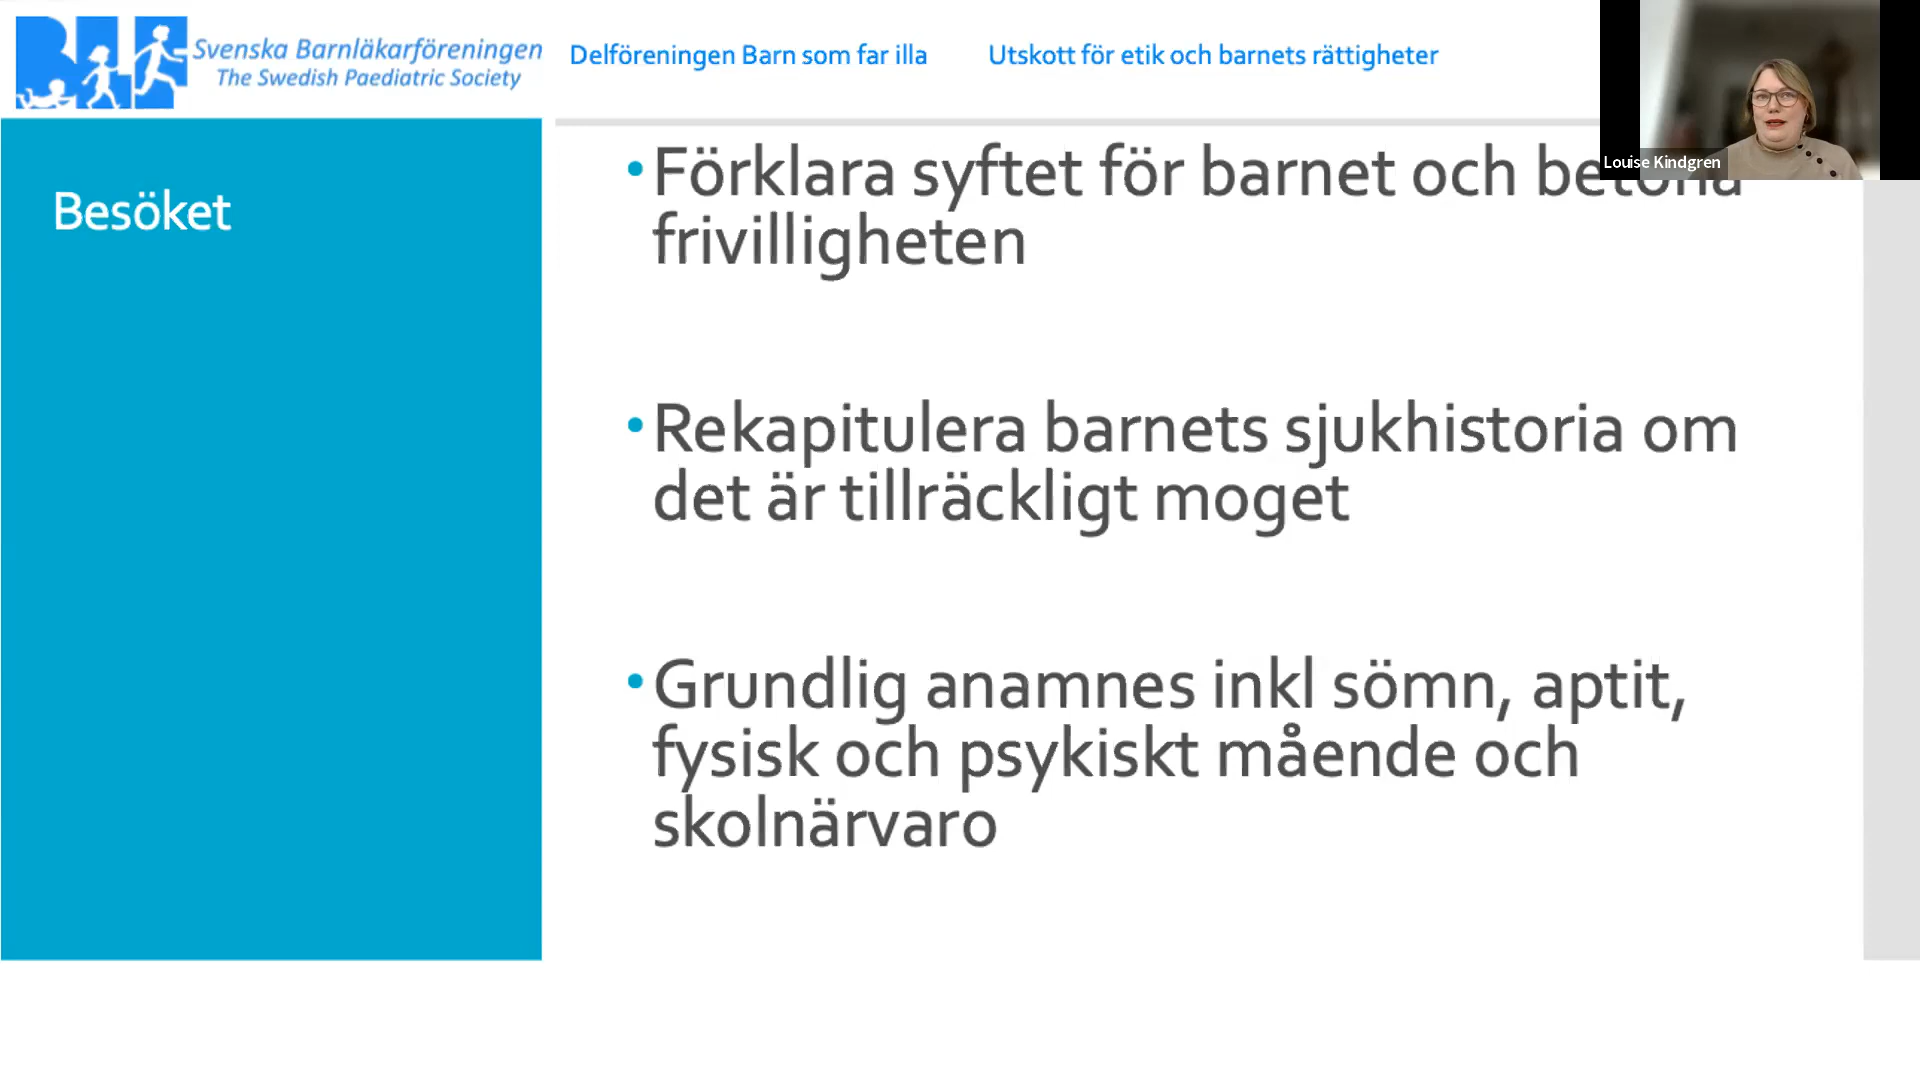 Svenska Barnläkarföreningen
The Swedish Paediatric Society
Delföreningen Barn som far illa
Utskott för etik och barnets rättigheter
Louise Kindgren
Besöket
•Förklara syftet för barnet och betona
frivilligheten
•Rekapitulera barnets sjukhistoria om
det är tillräckligt moget
•Grundlig anamnes inkl sömn, aptit,
fysisk och psykiskt mående och
skolnärvaro